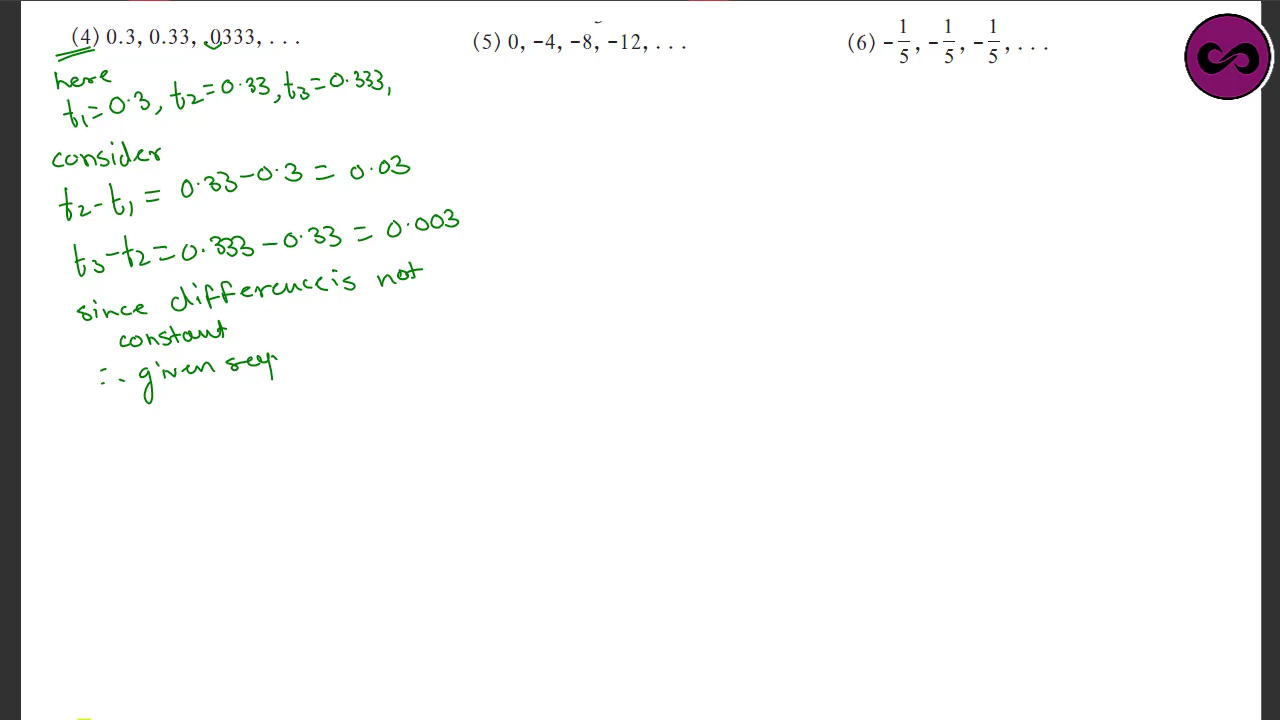 (4) 0.3, 0.33, .0333, . . .
(5) 0, -4, -8, -12, . . .
(6) -1/5, -1/5, -1/5, . . .
here
t1=0.3, t2=0.33, t3=0.333,
consider
t2-t1 = 0.33-0.3 = 0.03
t3-t2=0.333-0.33 = 0.003
since difference is not
constant
∴ given seq